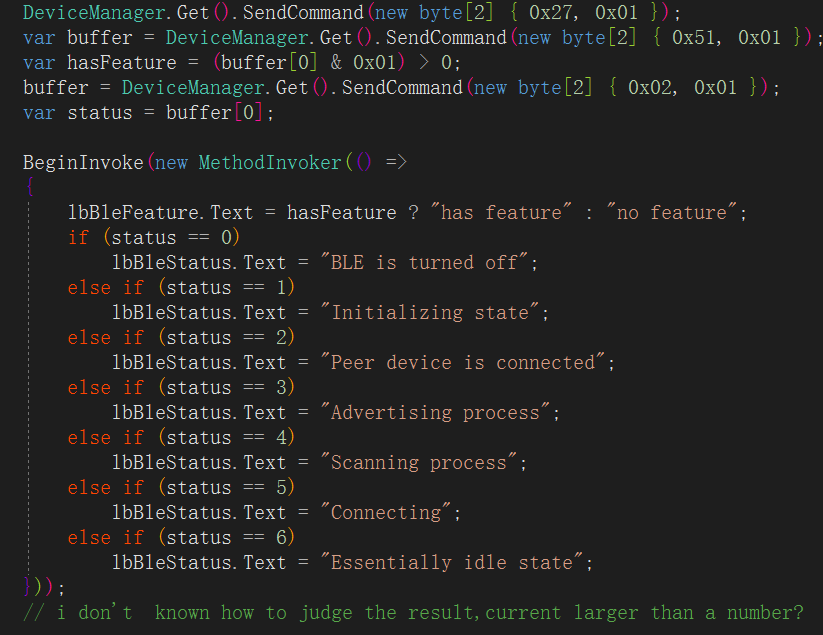 DeviceManager.Get().SendCommand(new byte[2] { 0x27, 0x01 });
var buffer = DeviceManager.Get().SendCommand(new byte[2] { 0x51, 0x01 });
var hasFeature = (buffer[0] & 0x01) > 0;
buffer = DeviceManager.Get().SendCommand(new byte[2] { 0x02, 0x01 });
var status = buffer[0];
BeginInvoke(new MethodInvoker(() =>
{
lbBleFeature.Text = hasFeature ? "has feature" : "no feature";
if (status == 0)
lbBleStatus.Text = "BLE is turned off";
else if (status == 1)
lbBleStatus.Text = "Initializing state";
else if (status == 2)
lbBleStatus.Text = "Peer device is connected";
else if (status == 3)
lbBleStatus.Text = "Advertising process";
else if (status == 4)
lbBleStatus.Text = "Scanning process";
else if (status == 5)
lbBleStatus.Text = "Connecting";
else if (status == 6)
lbBleStatus.Text = "Essentially idle state";
}));
// i don't  known how to judge the result,current larger than a number?